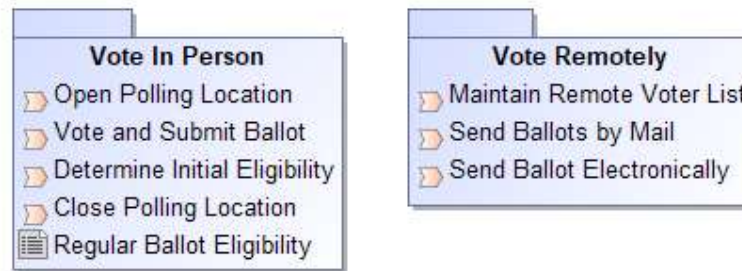 Vote In Person
Open Polling Location
Vote and Submit Ballot
Determine Initial Eligibility
Close Polling Location
Regular Ballot Eligibility
Vote Remotely
Maintain Remote Voter List
Send Ballots by Mail
Send Ballot Electronically